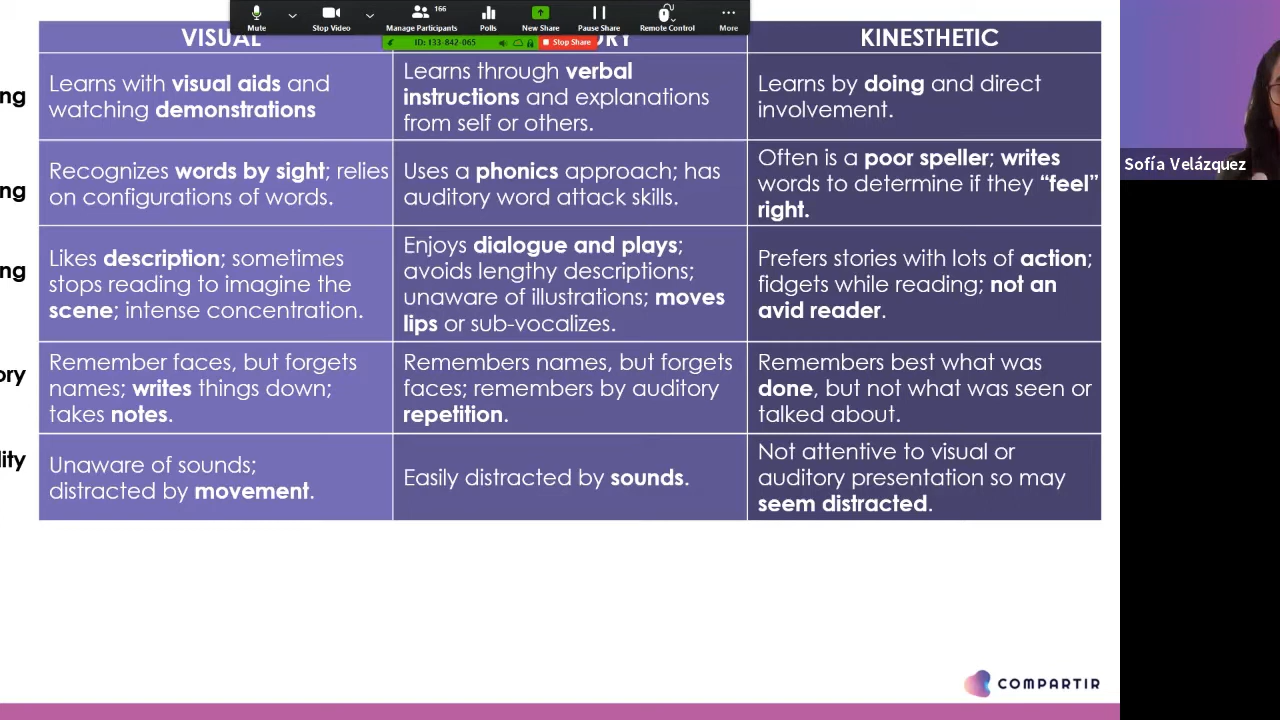 Mute
Stop Video
Manage Participants
166
Polls
New Share
Pause Share
Remote Control
More
ID: 133-842-065
Stop Share
VISUAL
RY
KINESTHETIC
ng
Learns with visual aids and
watching demonstrations
Learns through verbal
instructions and explanations
from self or others.
Learns by doing and direct
involvement.
ng
Recognizes words by sight; relies
on configurations of words.
Uses a phonics approach; has
auditory word attack skills.
Often is a poor speller; writes
words to determine if they “feel”
right.
ng
Likes description; sometimes
stops reading to imagine the
scene; intense concentration.
Enjoys dialogue and plays;
avoids lengthy descriptions;
unaware of illustrations; moves
lips or sub-vocalizes.
Prefers stories with lots of action;
fidgets while reading; not an
avid reader.
ory
Remember faces, but forgets
names; writes things down;
takes notes.
Remembers names, but forgets
faces; remembers by auditory
repetition.
Remembers best what was
done, but not what was seen or
talked about.
lity
Unaware of sounds;
distracted by movement.
Easily distracted by sounds.
Not attentive to visual or
auditory presentation so may
seem distracted.
Sofía Velázquez
COMPARTIR